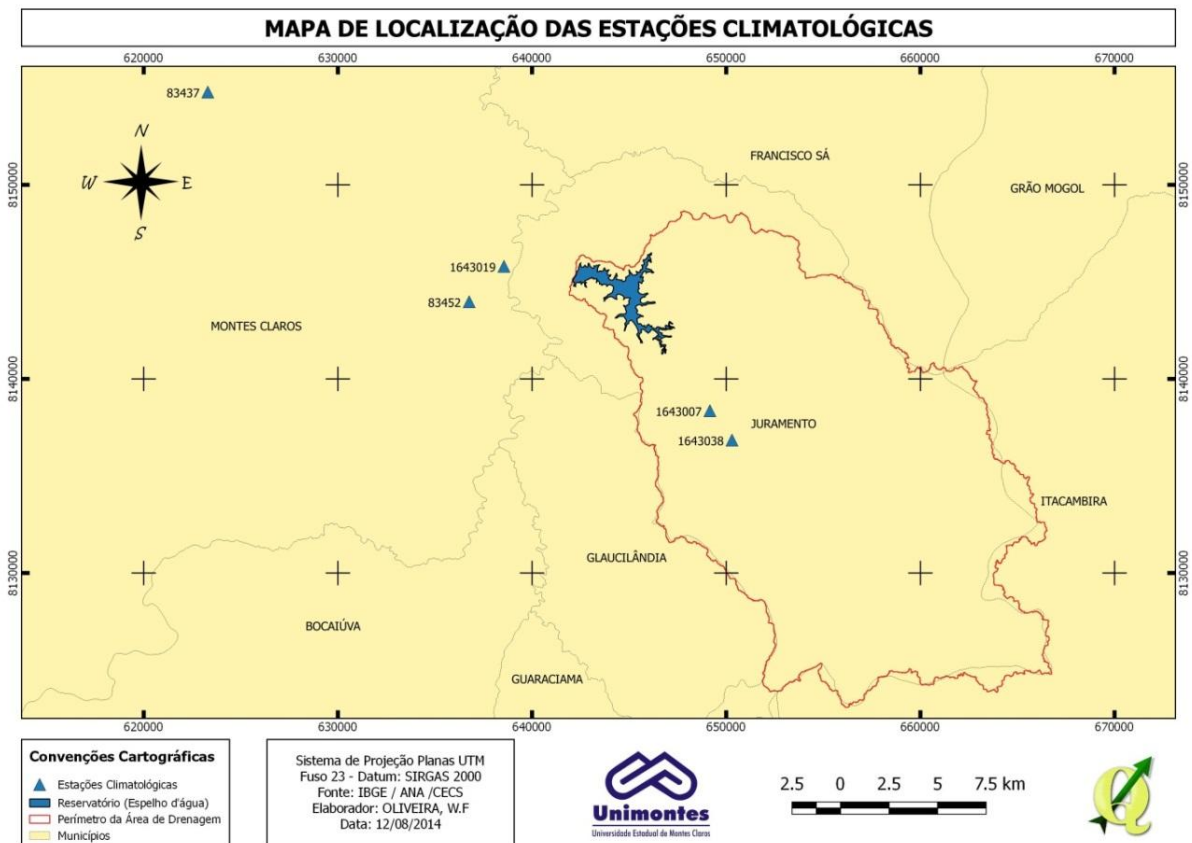 MAPA DE LOCALIZAÇÃO DAS ESTAÇÕES CLIMATOLÓGICAS
620000 630000 640000 650000 660000 670000
83437
N
W E
S
FRANCISCO SÁ
GRÃO MOGOL
8150000 8150000
1643019
83452
MONTES CLAROS
8140000 8140000
1643007
JURAMENTO
1643038
ITACAMBIRA
GLAUCILÂNDIA
8130000 8130000
BOCAIÚVA
GUARACIAMA
620000 630000 640000 650000 660000 670000
Convenções Cartográficas
Estações Climatológicas
Reservatório (Espelho d'água)
Perímetro da Área de Drenagem
Municípios
Sistema de Projeção Planas UTM
Fuso 23 - Datum: SIRGAS 2000
Fonte: IBGE / ANA /CECS
Elaborador: OLIVEIRA, W.F
Data: 12/08/2014
Unimontes
Universidade Estadual de Montes Claros
2.5 0 2.5 5 7.5 km